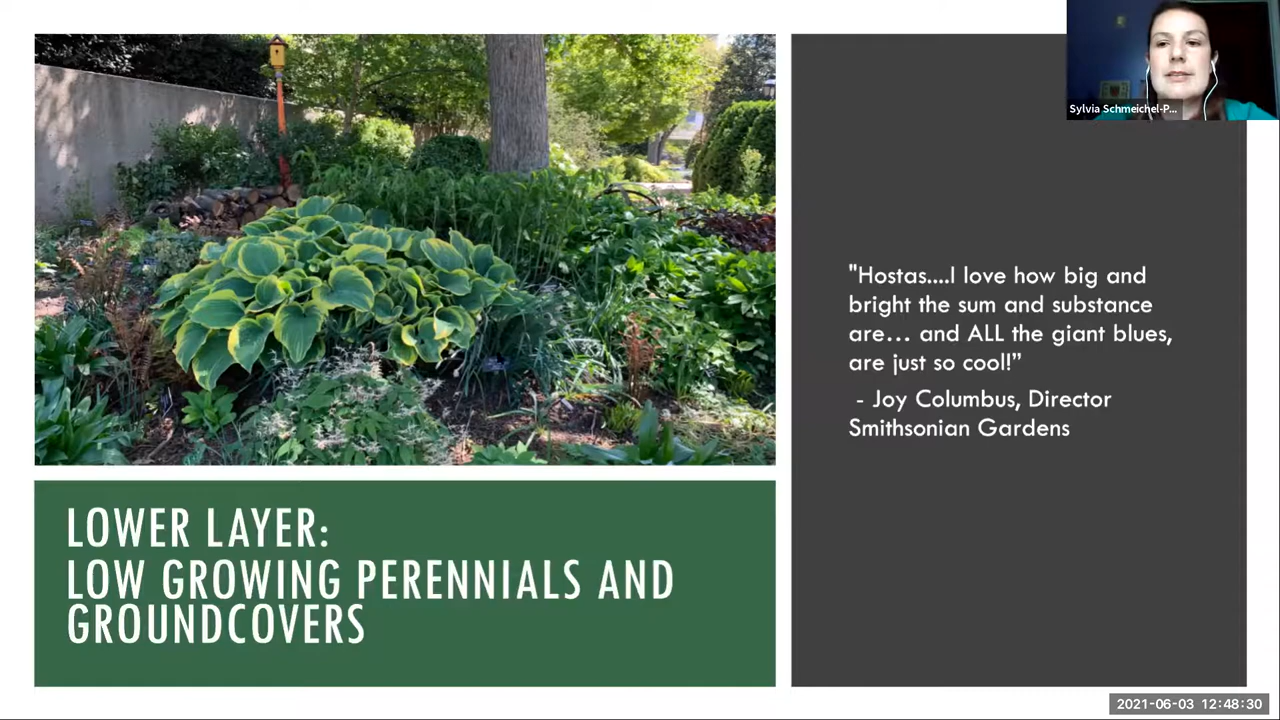 Sylvia Schmeichel-P...
"Hostas....I love how big and
bright the sum and substance
are... and ALL the giant blues,
are just so cool!”
- Joy Columbus, Director
Smithsonian Gardens
LOWER LAYER:
LOW GROWING PERENNIALS AND
GROUNDCOVERS
2021-06-03 12:48:30